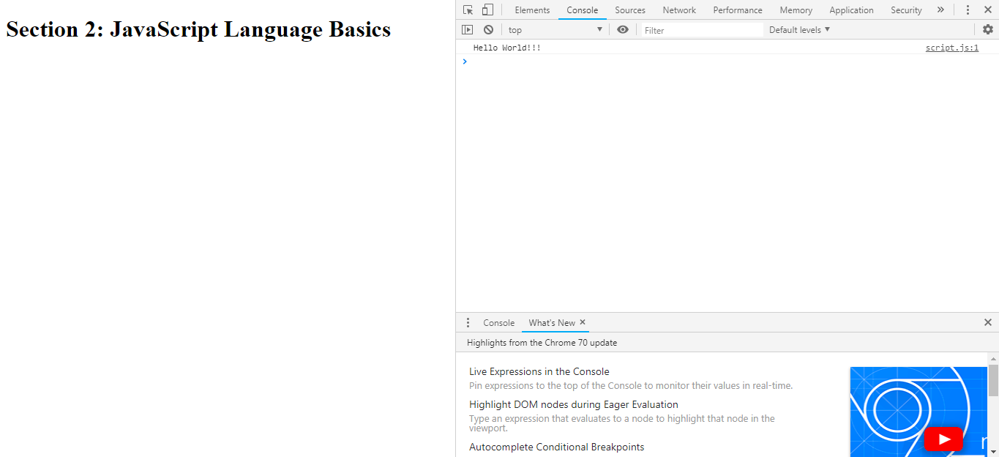 Section 2: JavaScript Language Basics
Elements Console Sources Network Performance Memory Application Security »
top Filter Default levels
Hello World!!! script.js:1
Console What's New
Highlights from the Chrome 70 update
Live Expressions in the Console
Pin expressions to the top of the Console to monitor their values in real-time.
Highlight DOM nodes during Eager Evaluation
Type an expression that evaluates to a node to highlight that node in the
viewport.
Autocomplete Conditional Breakpoints